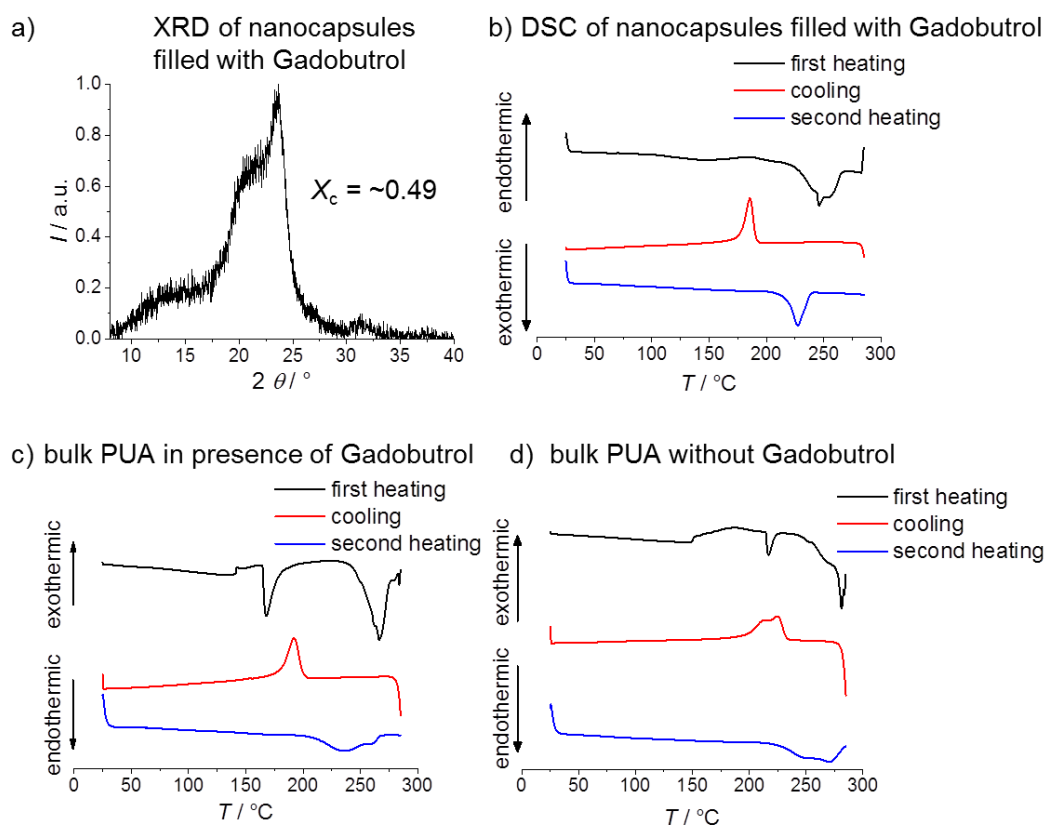 a)
XRD of nanocapsules
filled with Gadobutrol
1.0
0.8
0.6
0.4
0.2
0.0
I / a.u.
Xc = ~0.49
10 15 20 25 30 35 40
2 θ / °
b) DSC of nanocapsules filled with Gadobutrol
first heating
cooling
second heating
endothermic
exothermic
0 50 100 150 200 250 300
T / °C
c) bulk PUA in presence of Gadobutrol
first heating
cooling
second heating
exothermic
endothermic
0 50 100 150 200 250 300
T / °C
d) bulk PUA without Gadobutrol
first heating
cooling
second heating
exothermic
endothermic
0 50 100 150 200 250 300
T / °C